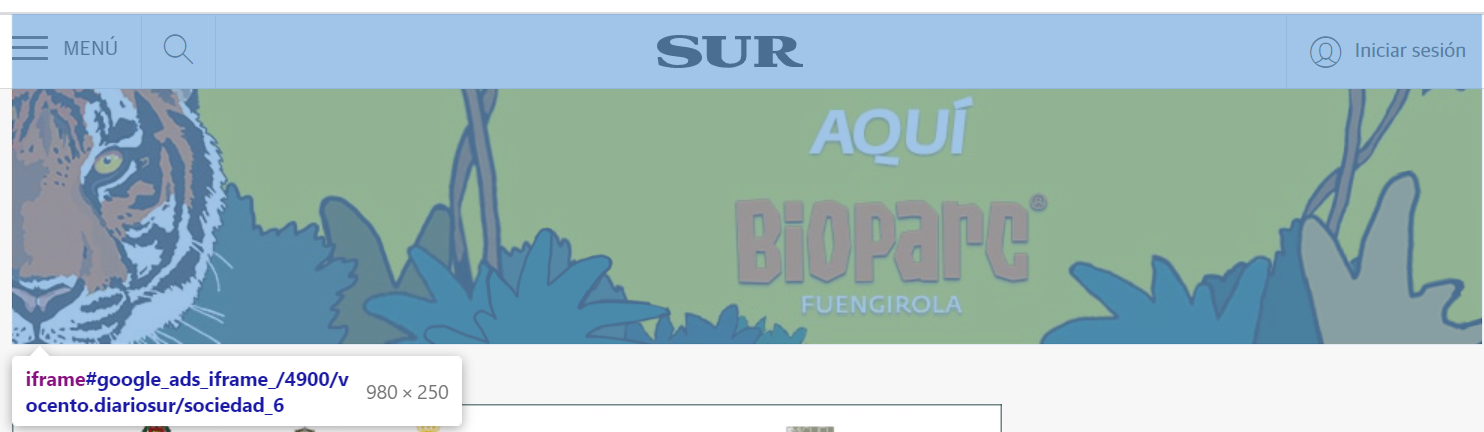 MENÚ
SUR
Iniciar sesión
AQUÍ
BIOPARC®
FUENGIROLA
iframe#google_ads_iframe_/4900/v
ocento.diariosur/sociedad_6
980 × 250